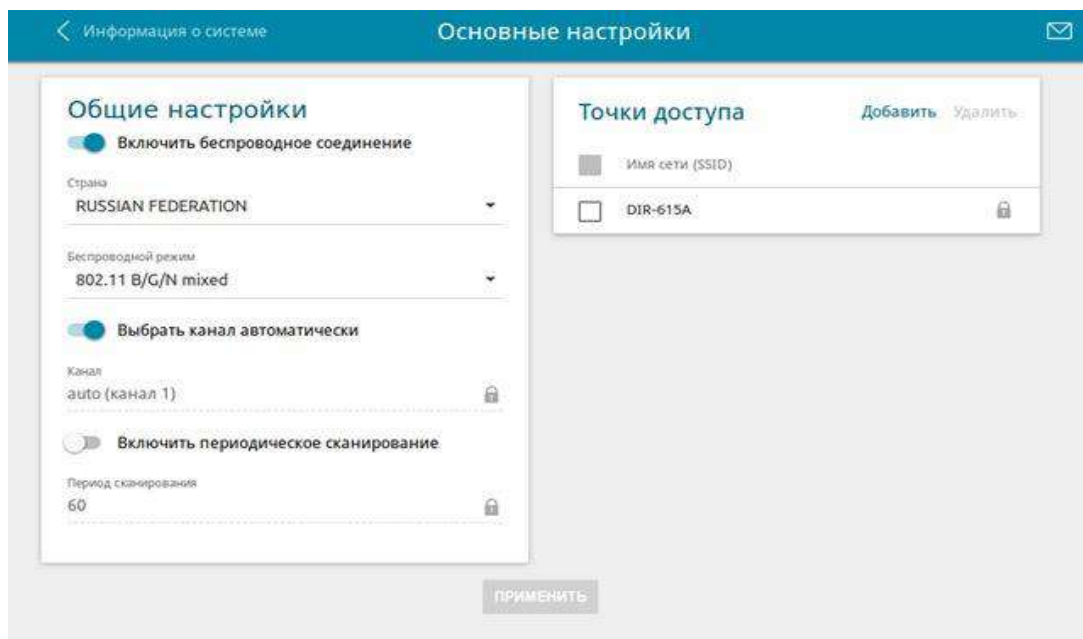 Информация о системе
Основные настройки
Общие настройки
Включить беспроводное соединение
Страна
RUSSIAN FEDERATION
Беспроводной режим
802.11 B/G/N mixed
Выбрать канал автоматически
Канал
auto (канал 1)
Включить периодическое сканирование
Период сканирования
60
Точки доступа
Добавить Удалить
Имя сети (SSID)
DIR-615A
ПРИМЕНИТЬ